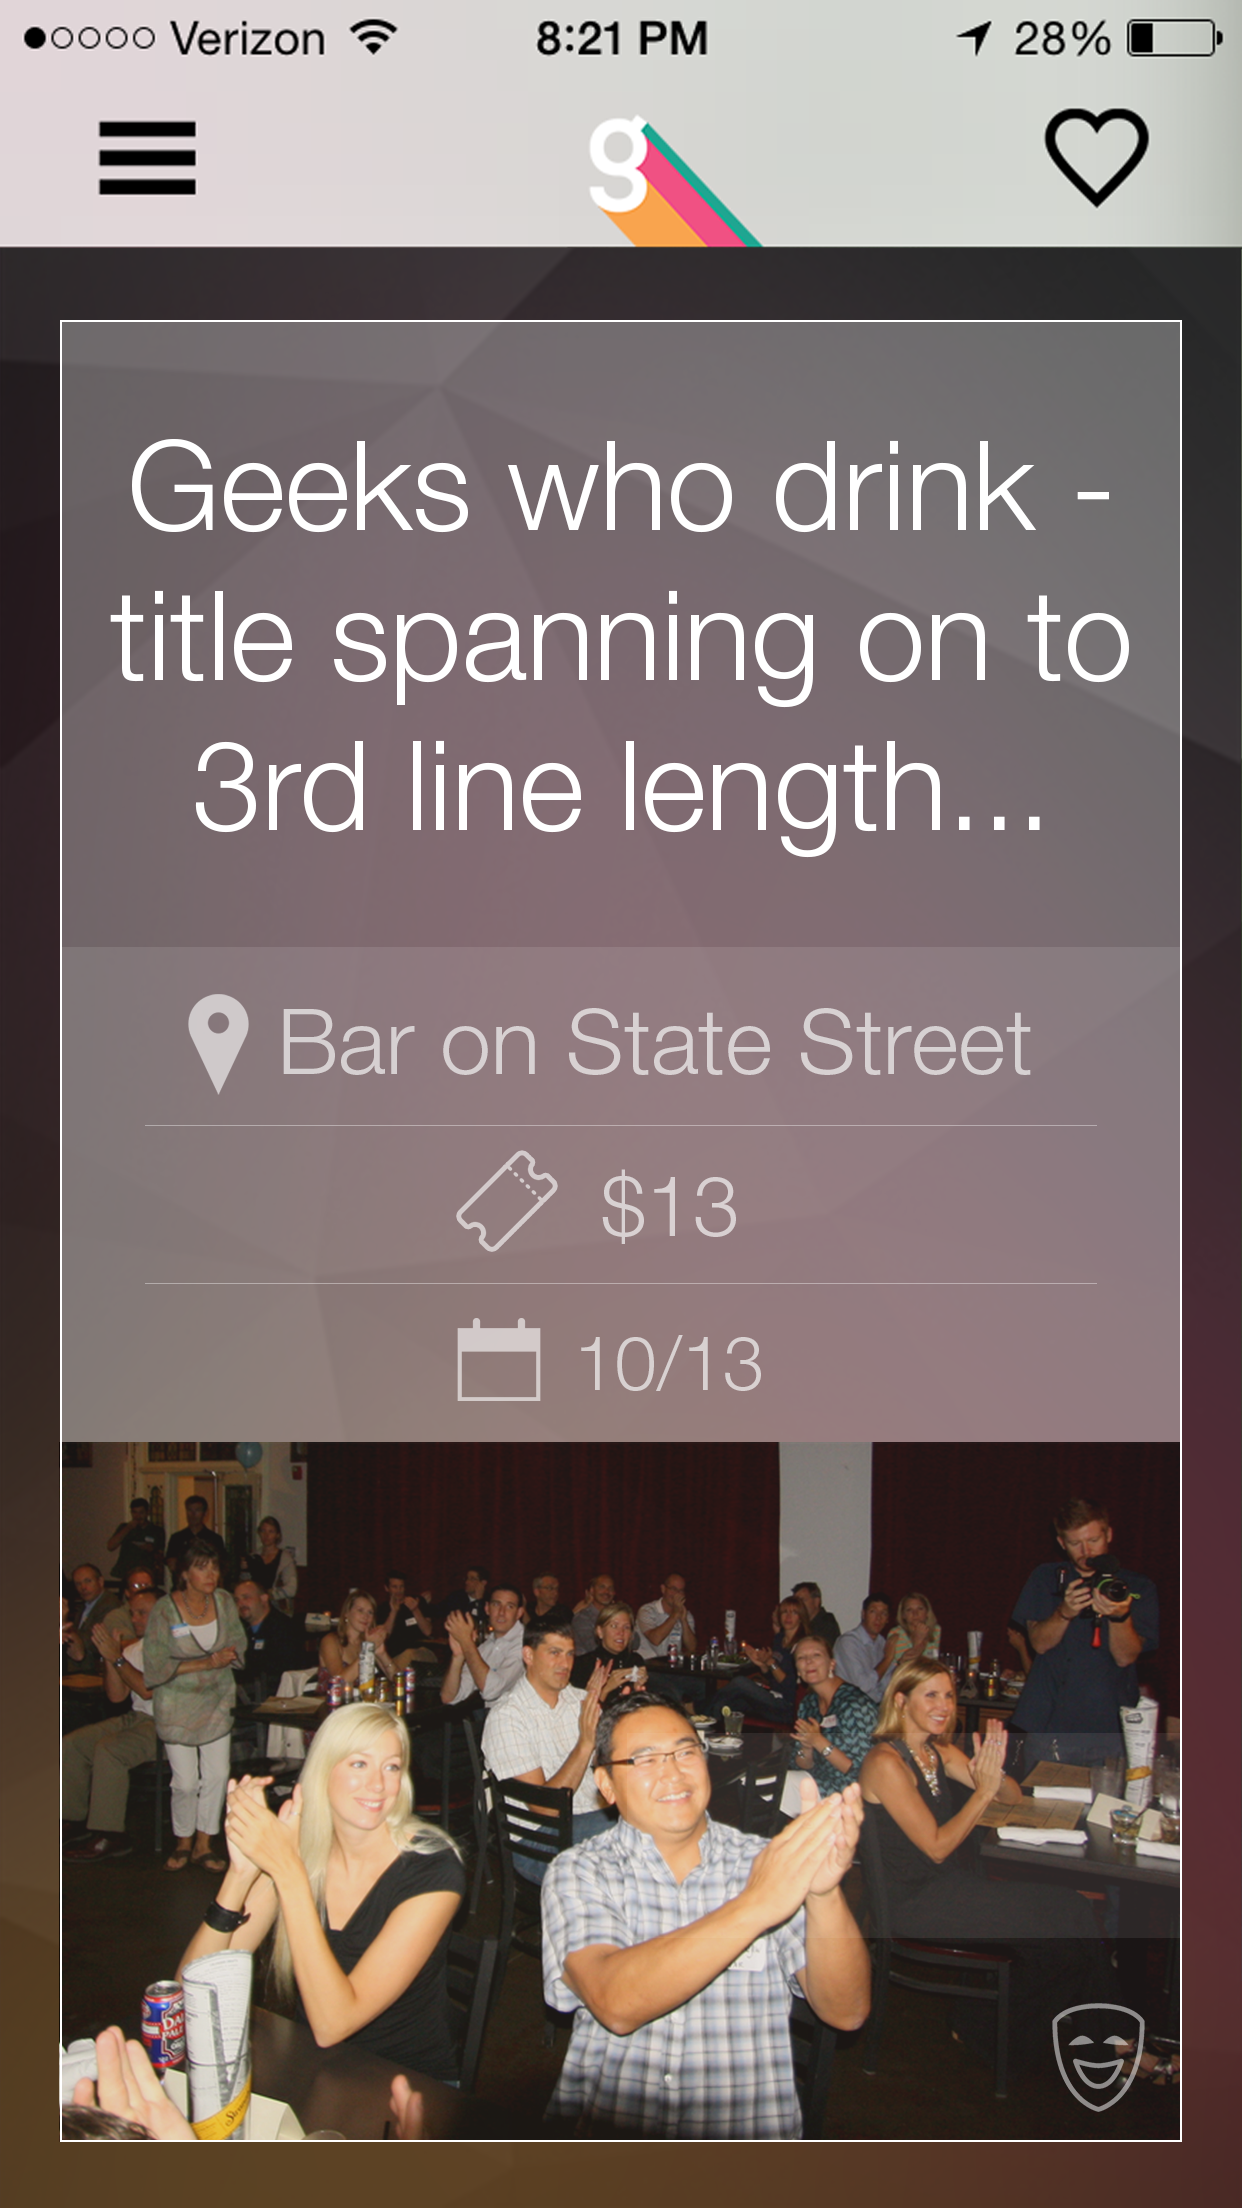 Verizon 8:21 PM 28%
g
Geeks who drink -
title spanning on to
3rd line length...
Bar on State Street
$13
10/13